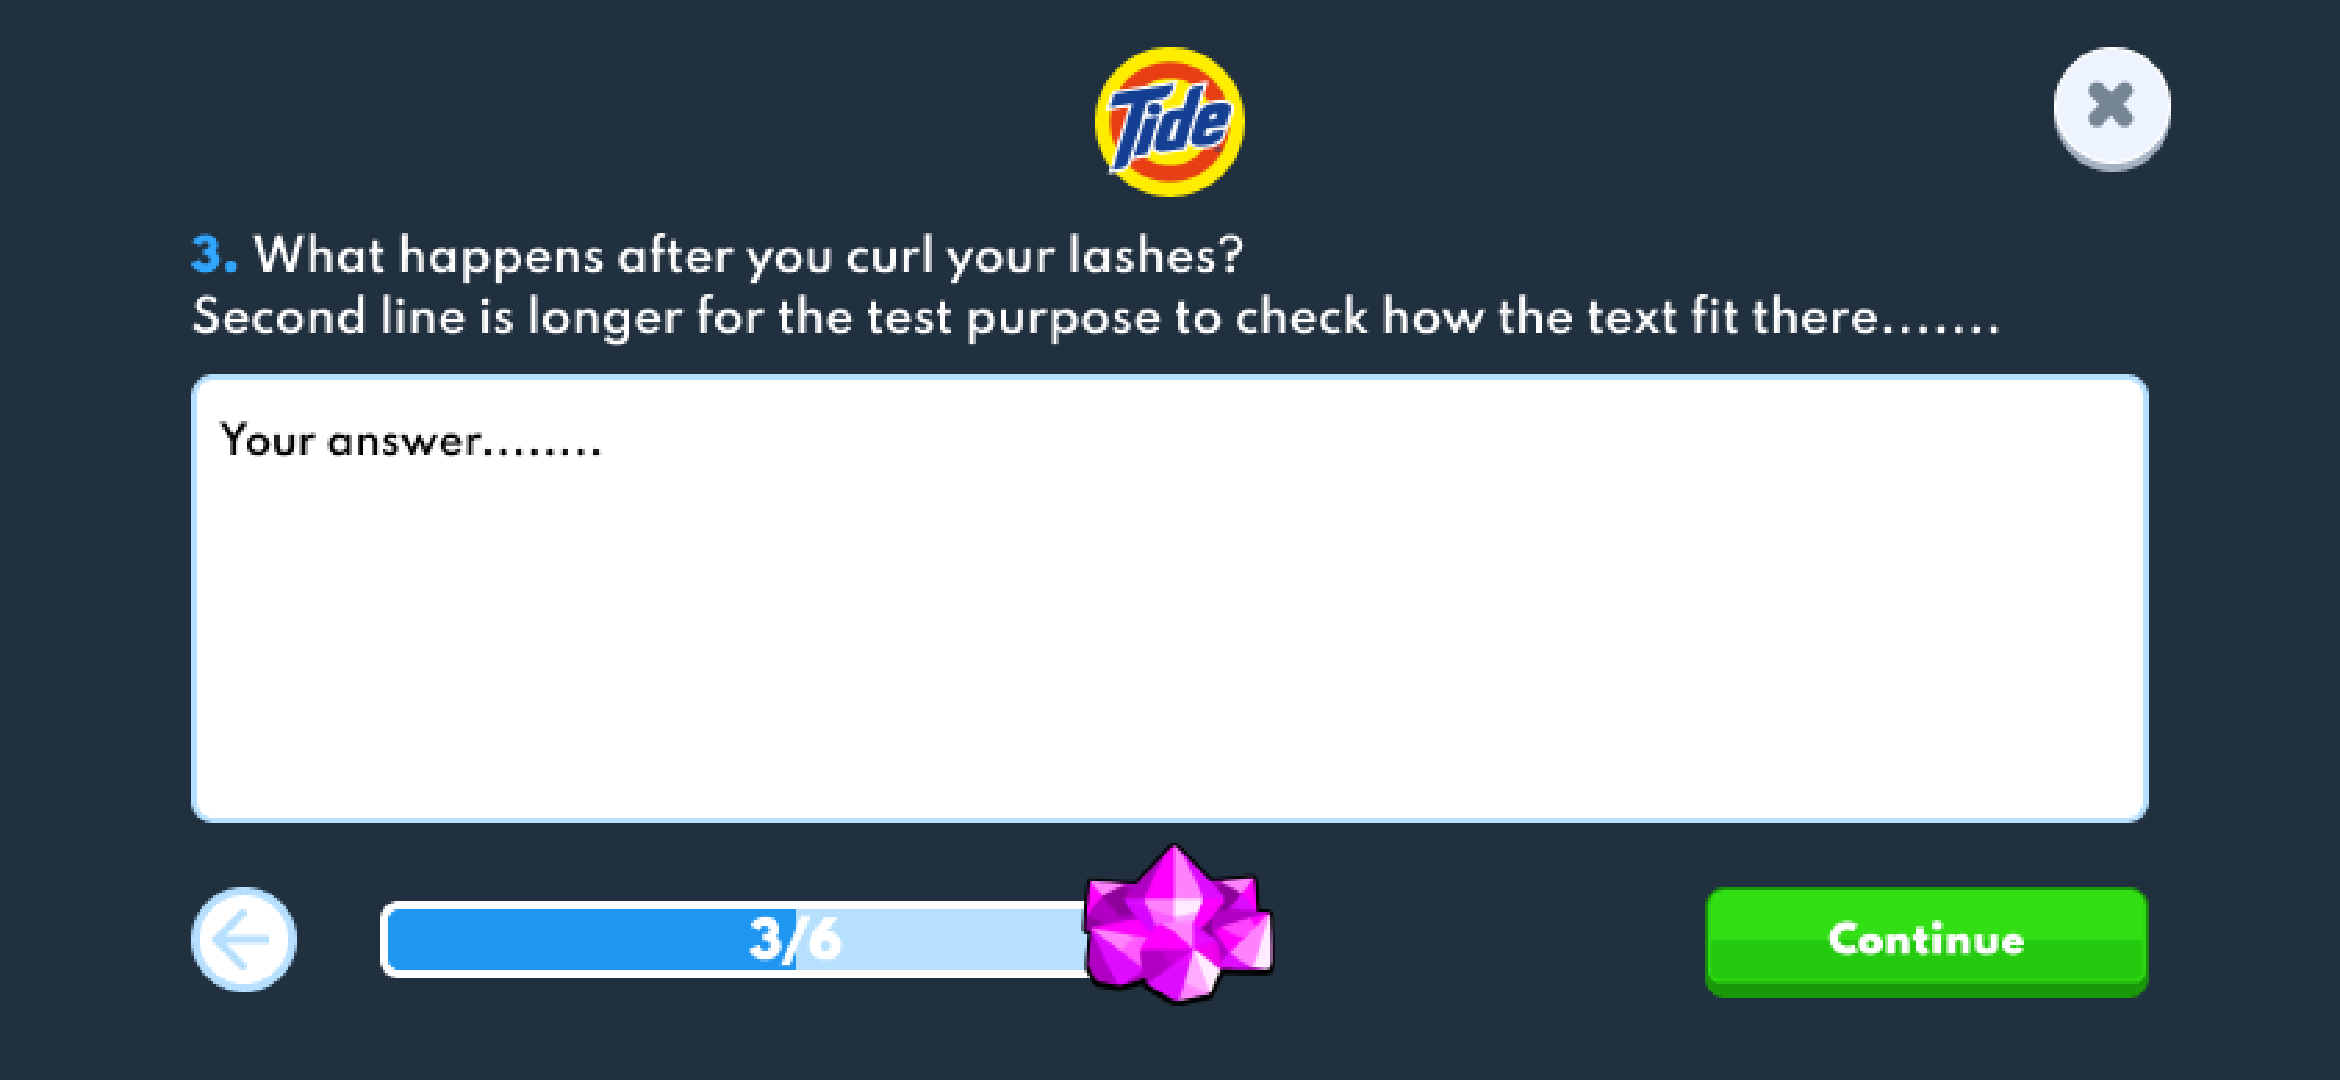 Tide
3. What happens after you curl your lashes?
Second line is longer for the test purpose to check how the text fit there.......
Your answer........
3/6
Continue